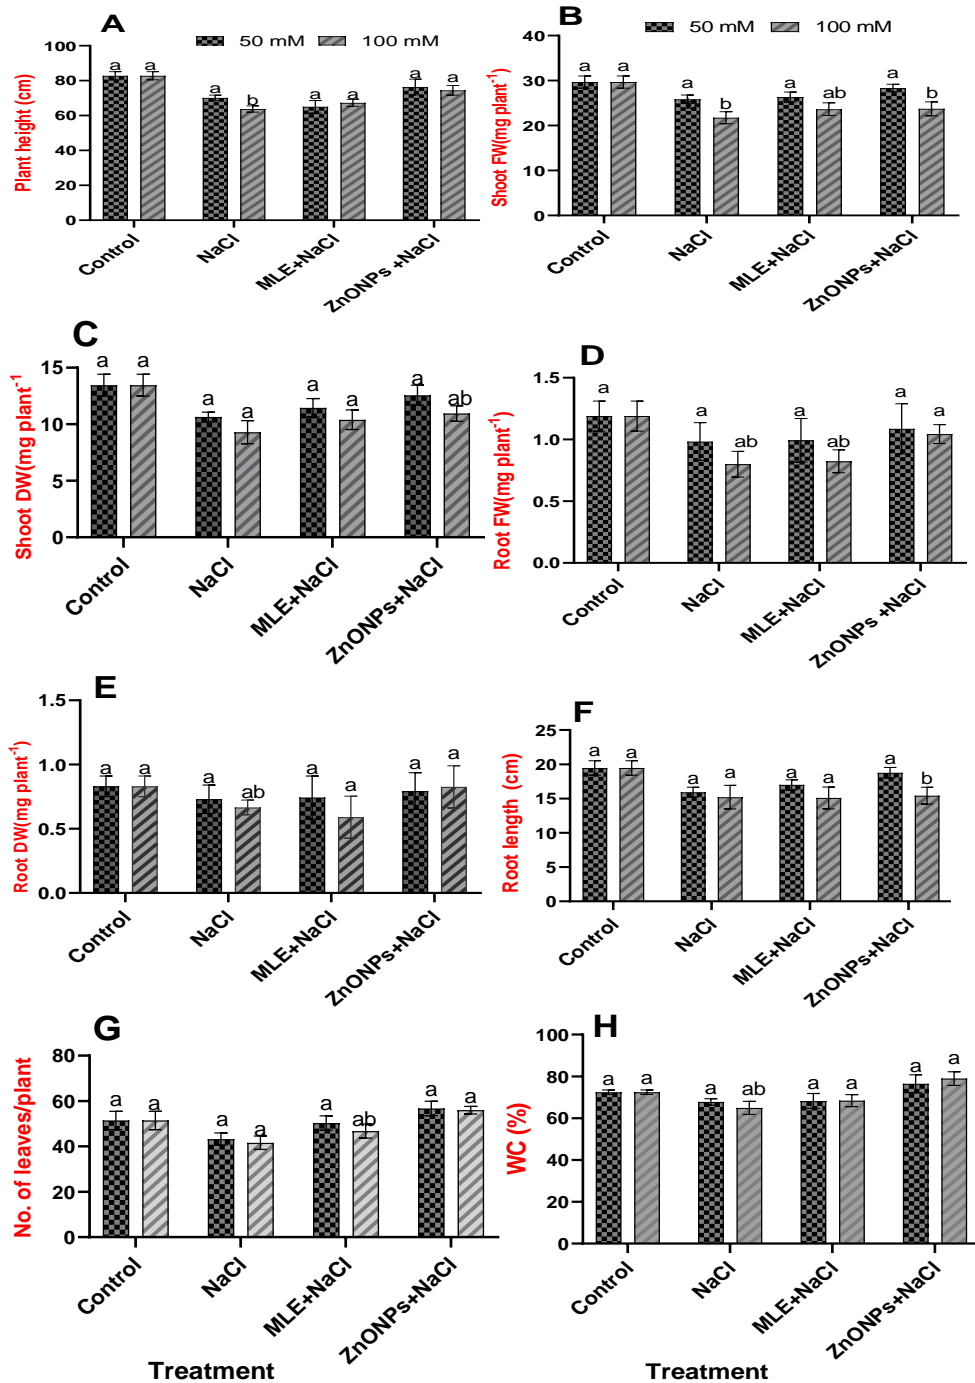 A
50 mM 100 mM
Plant height (cm)
100
80
60
40
20
0
a a a b a a a a
Control NaCl MLE+NaCl ZnONPs +NaCl
B
50 mM 100 mM
Shoot FW(mg plant-1)
40
30
20
10
0
a a a b a ab a b
Control NaCl MLE+NaCl ZnONPs+NaCl
C
Shoot DW(mg plant-1)
15
10
5
0
a a a a a a a ab
Control NaCl MLE+NaCl ZnONPs+NaCl
D
Root FW(mg plant-1)
1.5
1.0
0.5
0.0
a a a ab a ab a a
Control NaCl MLE+NaCl ZnONPs +NaCl
E
Root DW(mg plant-1)
1.5
1.0
0.5
0.0
a a a ab a a a a
Control NaCl MLE+NaCl ZnONPs+NaCl
F
Root length (cm)
25
20
15
10
5
0
a a a a a a a b
Control NaCl MLE+NaCl ZnONPs+NaCl
G
No. of leaves/plant
80
60
40
20
0
a a a a a ab a a
Control NaCl MLE+NaCl ZnONPs+NaCl
Treatment
H
WC (%)
100
80
60
40
20
0
a a a ab a a a a
Control NaCl MLE+NaCl ZnONPs+NaCl
Treatment